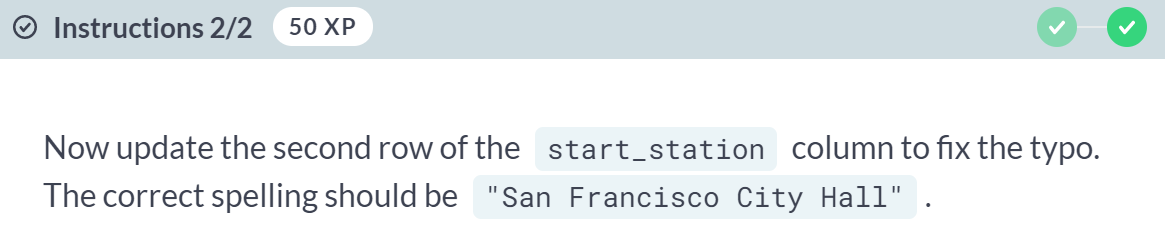 Instructions 2/2 50 XP
Now update the second row of the start_station column to fix the typo.
The correct spelling should be "San Francisco City Hall" .